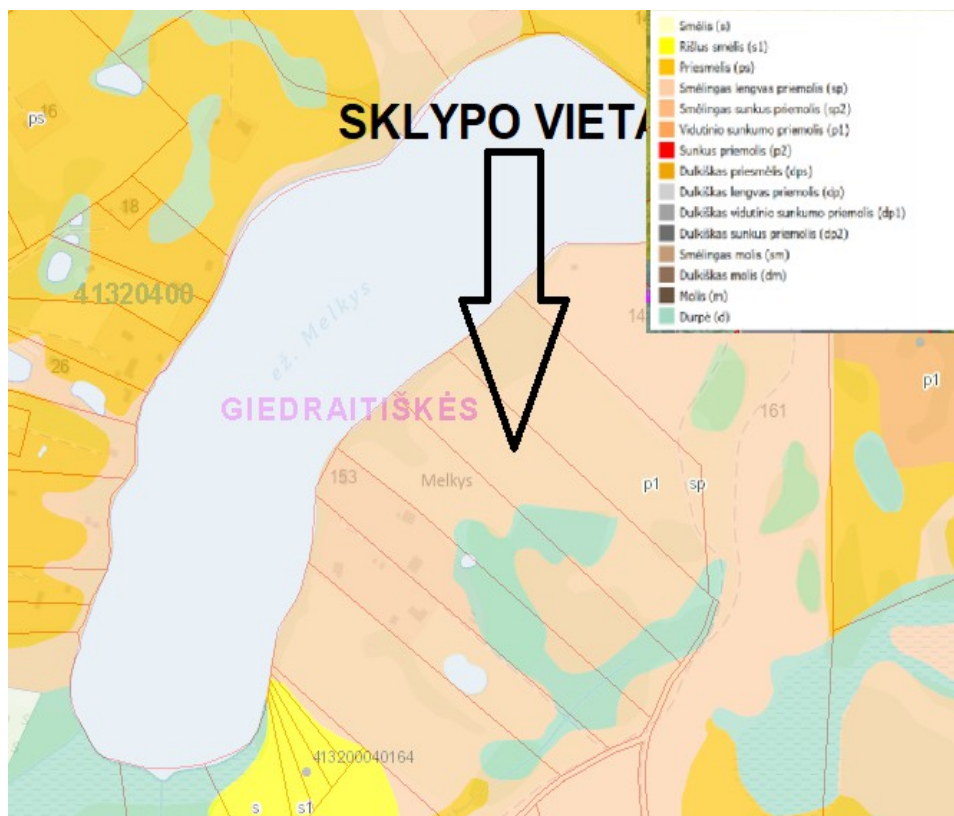 Smėlis (s)
Rišlus smėlis (s1)
Priesmėlis (ps)
Smėlingas lengvas priemolis (sp)
Smėlingas sunkus priemolis (sp2)
Vidutinio sunkumo priemolis (p1)
Sunkus priemolis (p2)
Dulkiškas priesmėlis (dps)
Dulkiškas lengvas priemolis (dp)
Dulkiškas vidutinio sunkumo priemolis (dp1)
Dulkiškas sunkus priemolis (dp2)
Smėlingas molis (sm)
Dulkiškas molis (dm)
Molis (m)
Durpė (d)
16
ps
SKLYPO VIETA
18
41320400
ež. Melkys
26
p1
GIEDRAITIŠKĖS
161
153
Melkys
p1 sp
413200040164
s s1